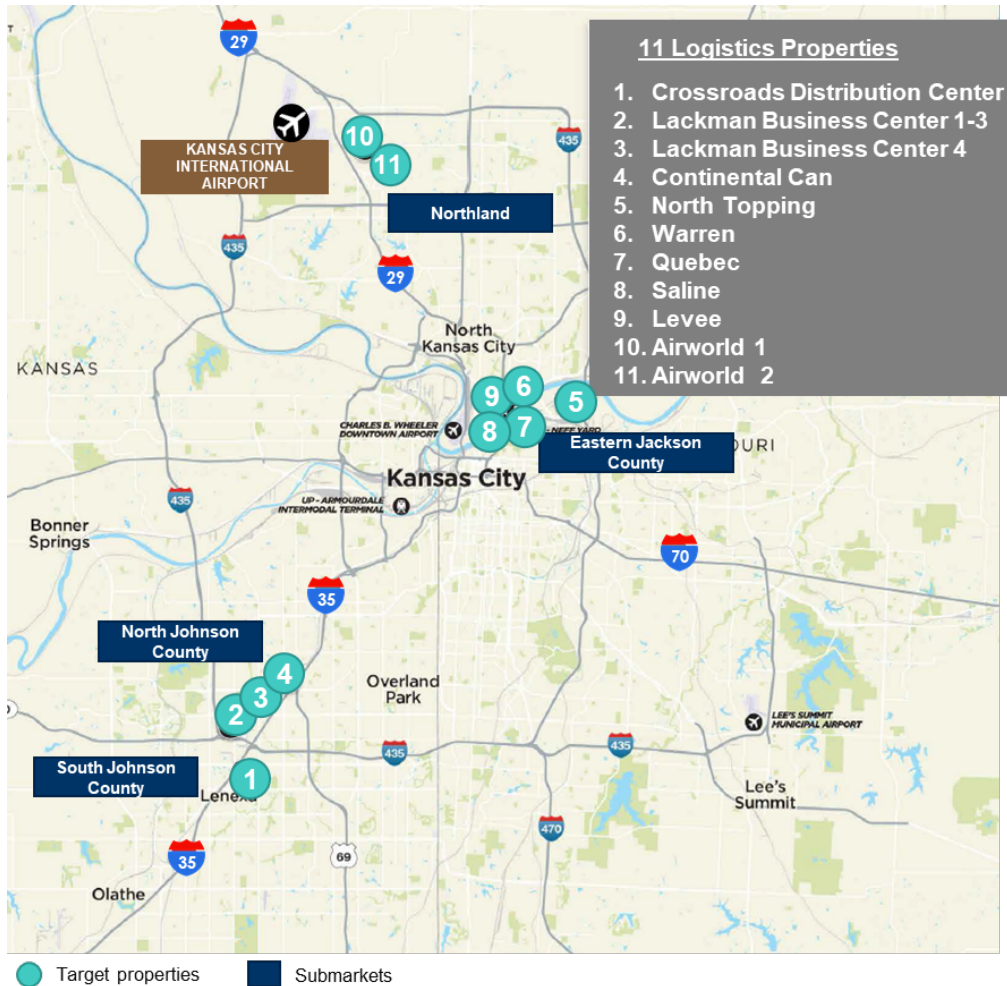 29
11 Logistics Properties
1. Crossroads Distribution Center
2. Lackman Business Center 1-3
3. Lackman Business Center 4
4. Continental Can
5. North Topping
6. Warren
7. Quebec
8. Saline
9. Levee
10. Airworld 1
11. Airworld 2
KANSAS CITY
INTERNATIONAL
AIRPORT
10
11
435
Northland
435
29
North
Kansas City
KANSAS
9
6
5
8
7
CHARLES B. WHEELER
DOWNTOWN AIRPORT
- NEFF YARD
Eastern Jackson
County
OURI
Kansas City
UP - ARMOURDALE
INTERMODAL TERMINAL
435
Bonner
Springs
70
35
North Johnson
County
4
3
2
Overland
Park
LEE'S SUMMIT
MUNICIPAL AIRPORT
435
435
South Johnson
County
1
Lenexa
Lee's
Summit
470
69
35
Olathe
Target properties
Submarkets